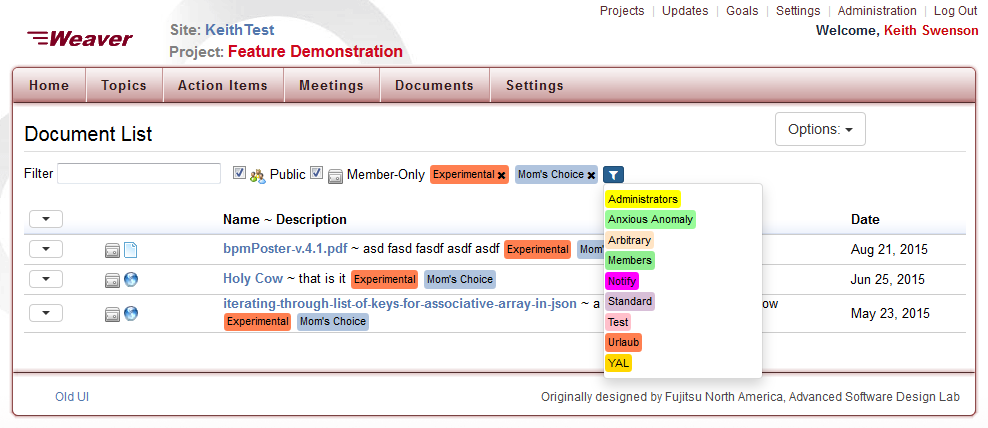 Projects | Updates | Goals | Settings | Administration | Log Out
Weaver
Site: KeithTest
Welcome, Keith Swenson
Project: Feature Demonstration
Home Topics Action Items Meetings Documents Settings
Document List
Options:
Filter Public Member-Only Experimental × Mom's Choice ×
Administrators
Anxious Anomaly
Arbitrary
Members
Notify
Standard
Test
Urlaub
YAL
Name ~ Description Date
bpmPoster-v.4.1.pdf ~ asd fasd fasdf asdf asdf Experimental Aug 21, 2015
Holy Cow ~ that is it Experimental Mom's Choice Jun 25, 2015
iterating-through-list-of-keys-for-associative-array-in-json ~ a
Experimental Mom's Choice May 23, 2015
Old UI Originally designed by Fujitsu North America, Advanced Software Design Lab